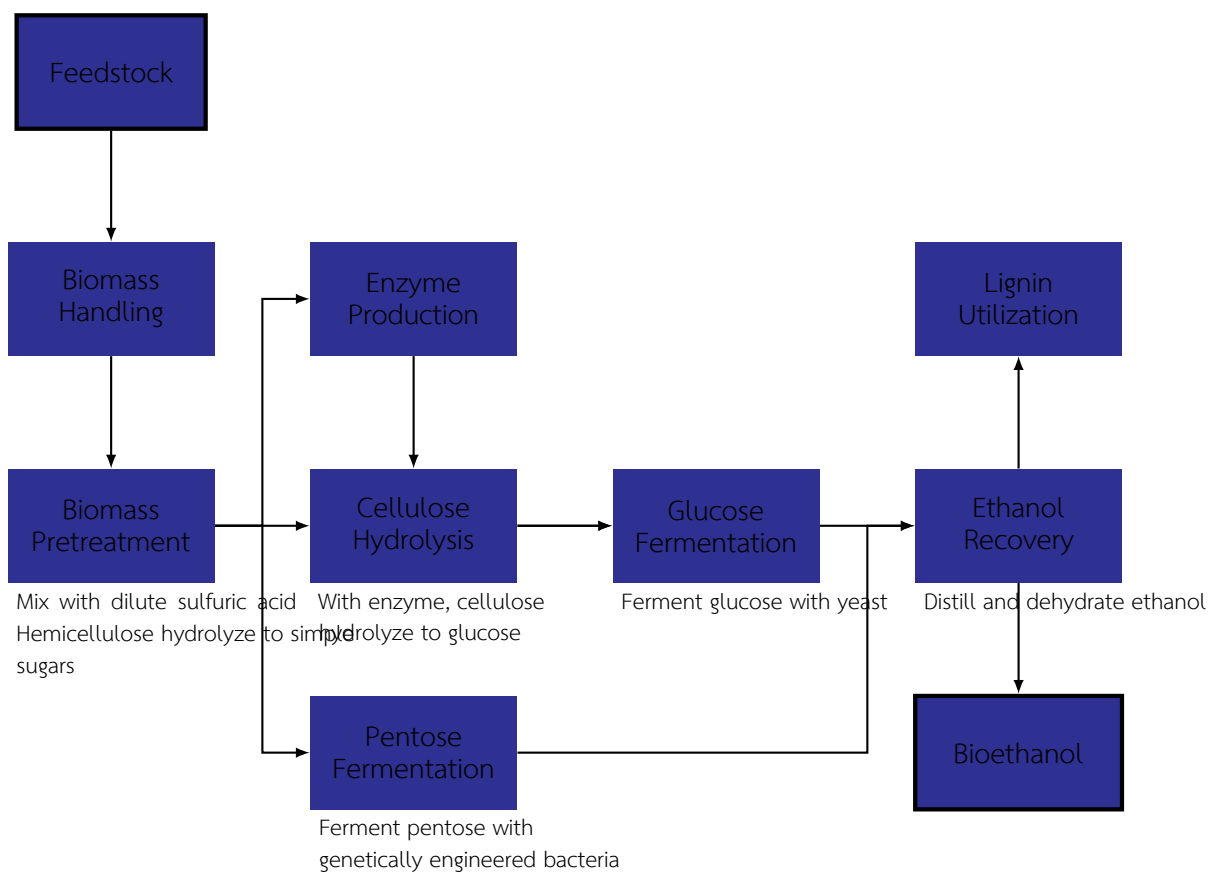 Feedstock
Biomass
Handling
Enzyme
Production
Lignin
Utilization
Biomass
Pretreatment
Cellulose
Hydrolysis
Glucose
Fermentation
Ethanol
Recovery
Mix with dilute sulfuric acid
Hemicellulose hydrolyze to simple
sugars
With enzyme, cellulose
hydrolyze to glucose
Ferment glucose with yeast
Distill and dehydrate ethanol
Pentose
Fermentation
Bioethanol
Ferment pentose with
genetically engineered bacteria